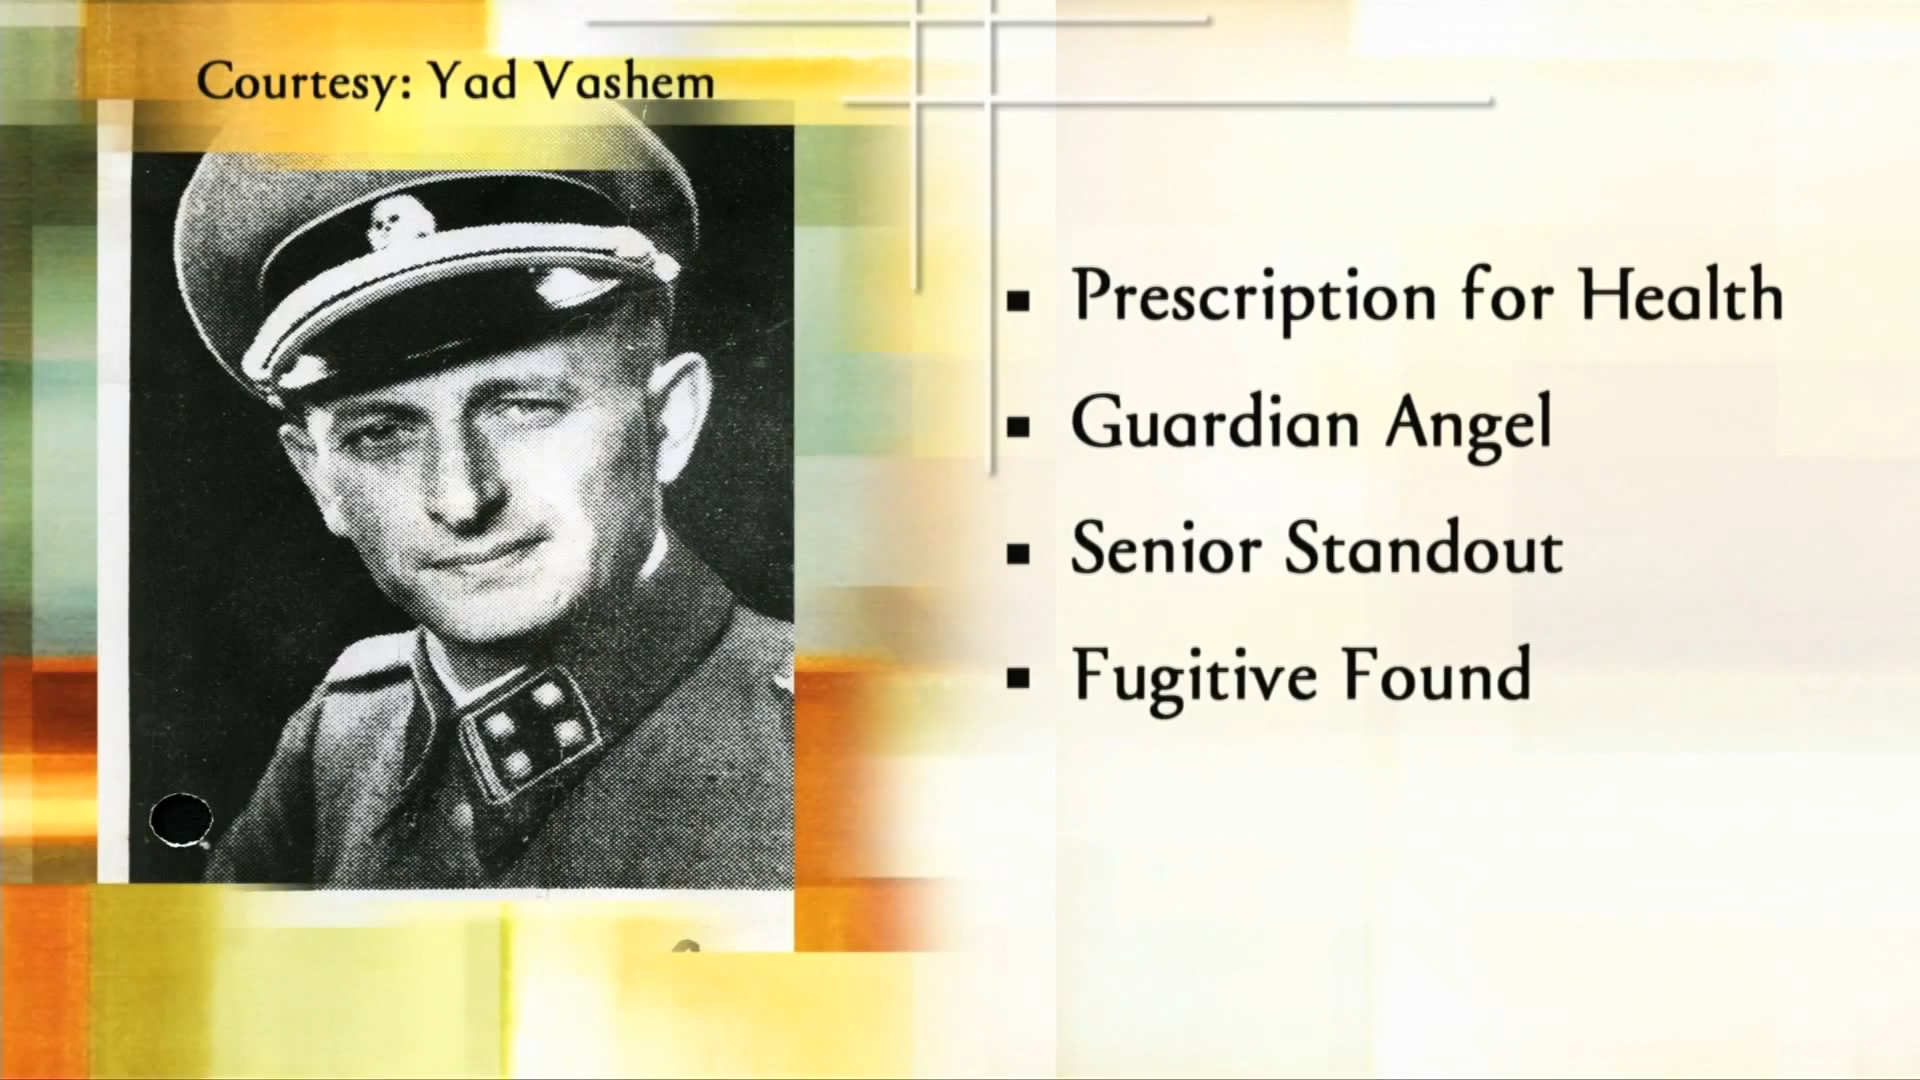 Courtesy: Yad Vashem
Prescription for Health
Guardian Angel
Senior Standout
Fugitive Found